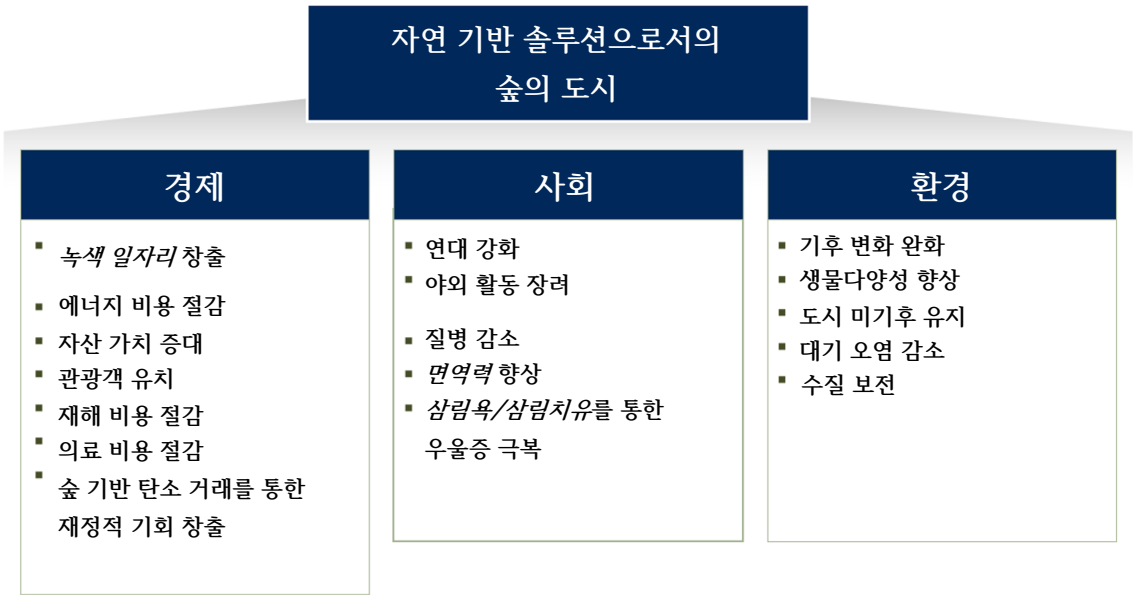 자연 기반 솔루션으로서의
숲의 도시
경제
녹색 일자리 창출
에너지 비용 절감
자산 가치 증대
관광객 유치
재해 비용 절감
의료 비용 절감
숲 기반 탄소 거래를 통한
재정적 기회 창출
사회
연대 강화
야외 활동 장려
질병 감소
면역력 향상
삼림욕/삼림치유를 통한
우울증 극복
환경
기후 변화 완화
생물다양성 향상
도시 미기후 유지
대기 오염 감소
수질 보전